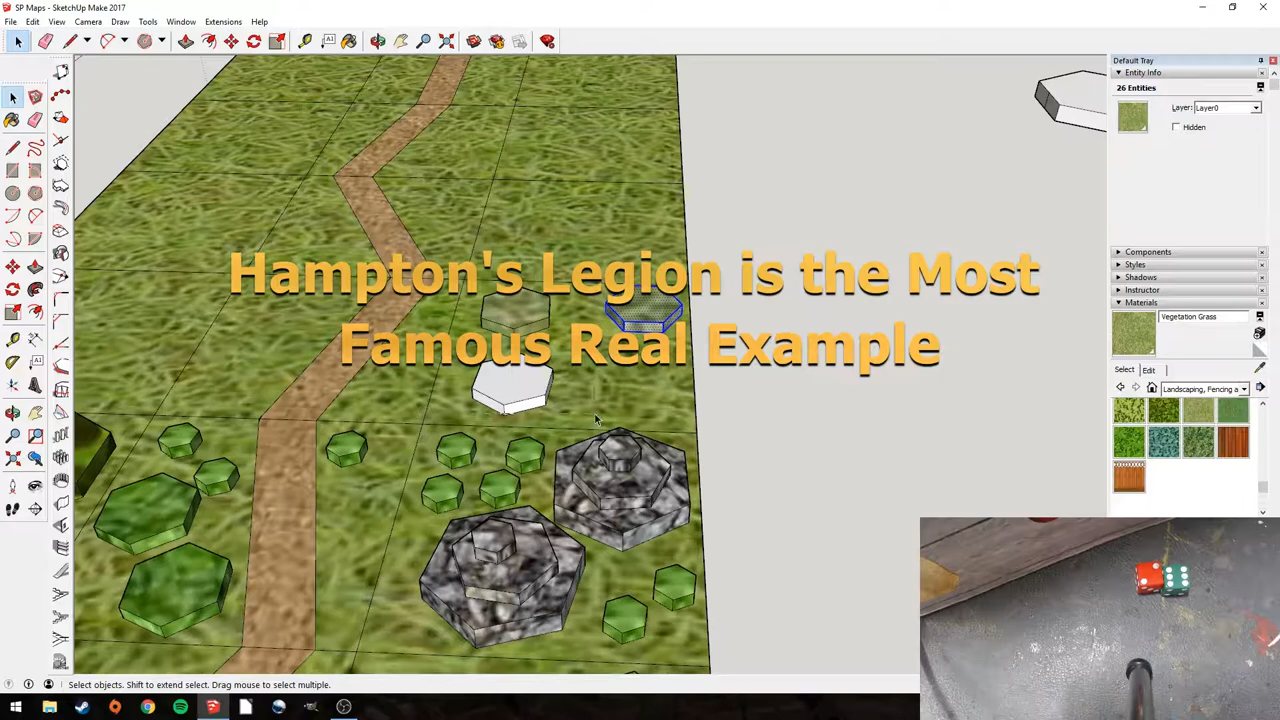 SP Maps - SketchUp Make 2017
File Edit View Camera Draw Tools Window Extensions Help
Default Tray
Entity Info
26 Entities
Layer: Layer0
Hidden
Hampton's Legion is the Most
Famous Real Example
Components
Styles
Shadows
Instructor
Materials
Vegetation Grass
Select Edit
Landscaping, Fencing a
Select objects. Shift to extend select. Drag mouse to select multiple.